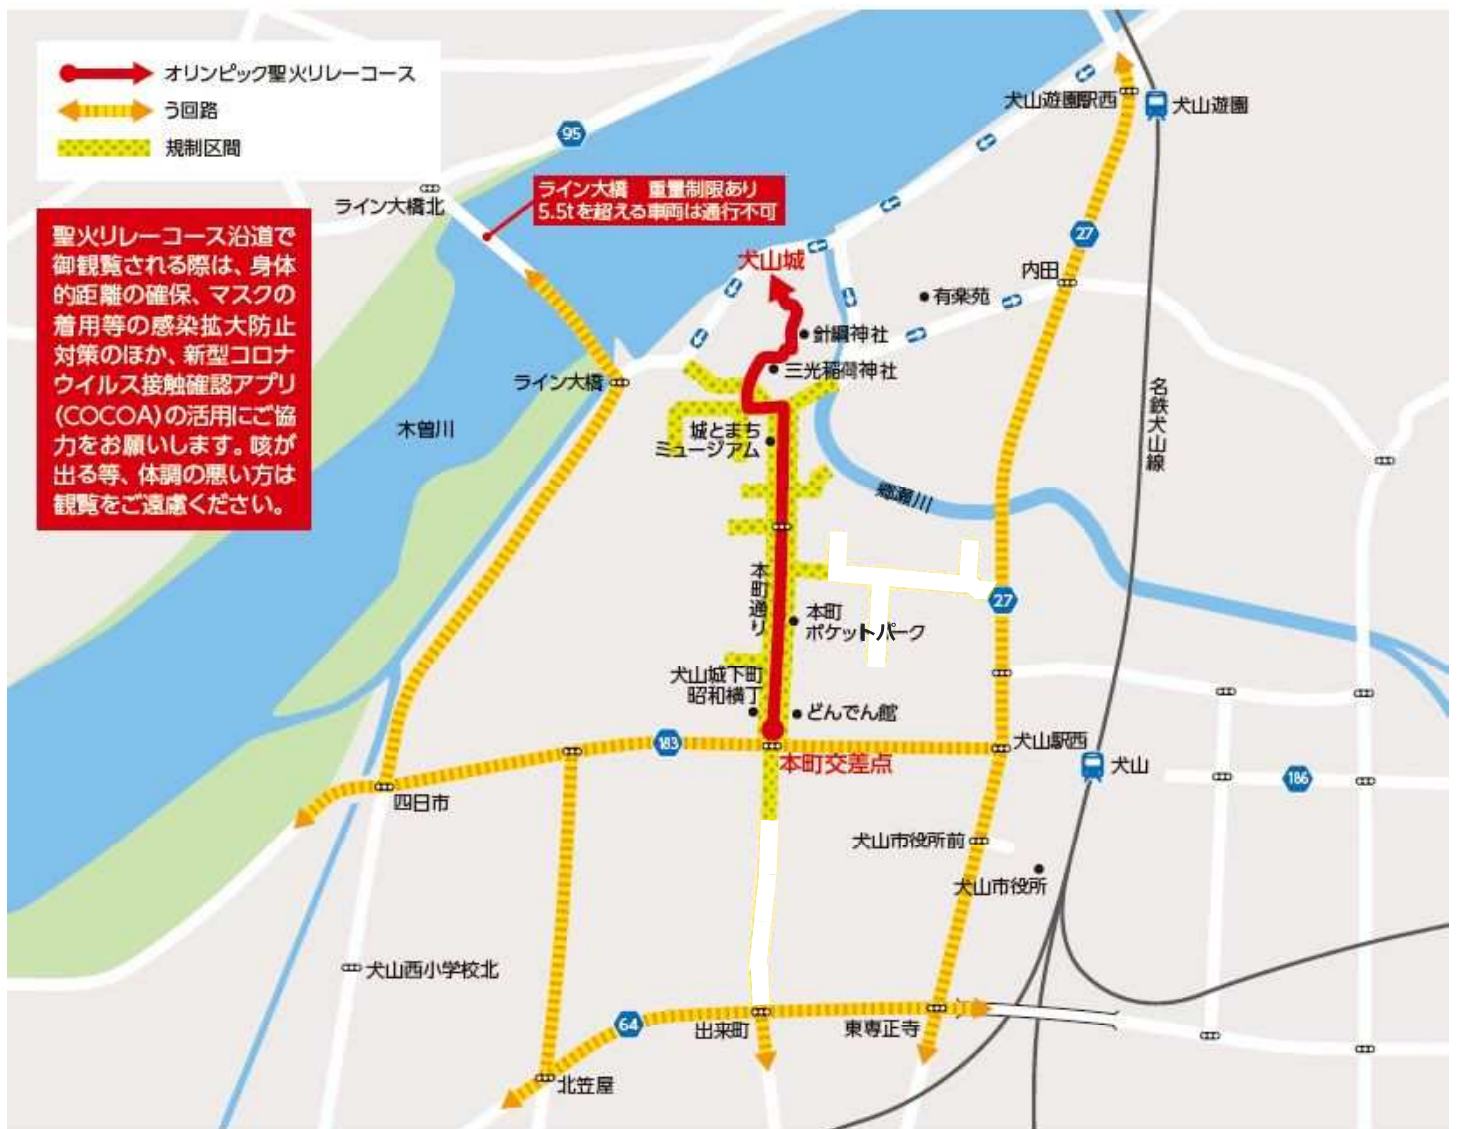 オリンピック聖火リレーコース
う回路
規制区間
聖火リレーコース沿道で
御観覧される際は、身体
的距離の確保、マスクの
着用等の感染拡大防止
対策のほか、新型コロナ
ウイルス接触確認アプリ
(COCOA)の活用にご協
力をお願いします。咳が
出る等、体調の悪い方は
観覧をご遠慮ください。
95
ライン大橋北
ライン大橋 重量制限あり
5.5tを超える車両は通行不可
犬山遊園駅西
犬山遊園
27
内田
犬山城
有楽苑
針綱神社
三光稲荷神社
ライン大橋
木曽川
城とまち
ミュージアム
名鉄犬山線
郷瀬川
本町通り
27
本町
ポケットパーク
犬山城下町
昭和横丁
どんでん館
183
本町交差点
犬山駅西
犬山
186
四日市
犬山市役所前
犬山市役所
犬山西小学校北
64
出来町
東専正寺
北笠屋